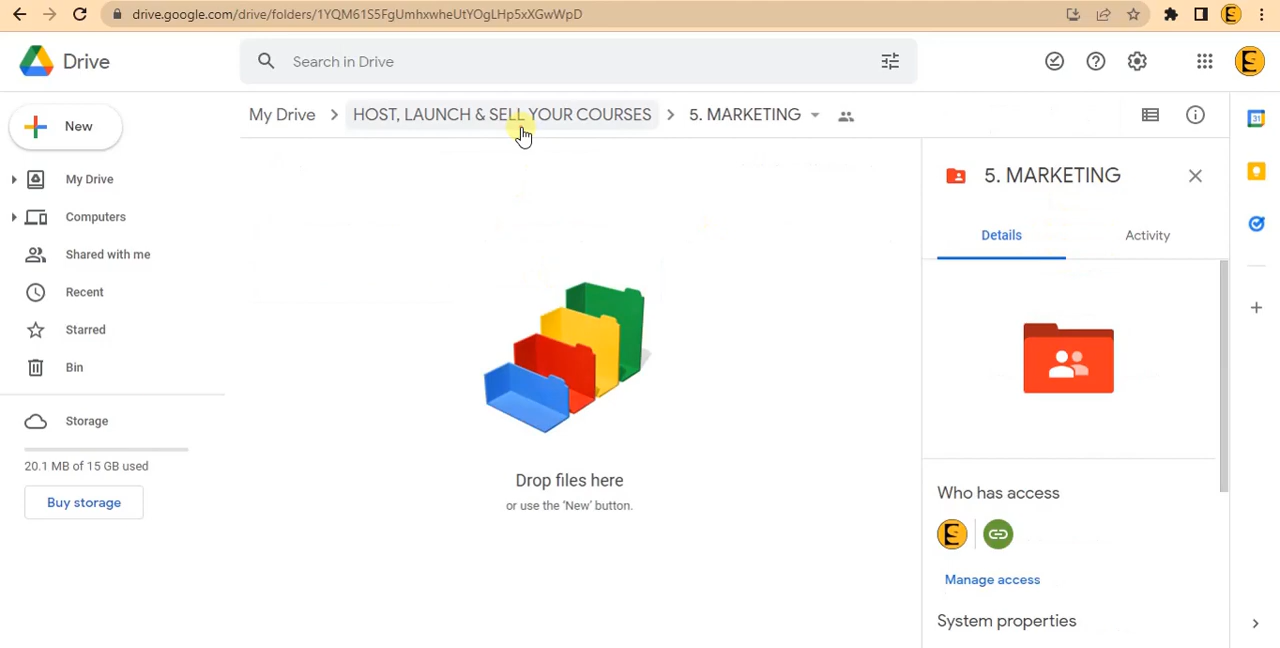 drive.google.com/drive/folders/1YQM61S5FgUmhxwheUtYOgLHp5xXGwWpD
Drive
Search in Drive
New
My Drive
Computers
Shared with me
Recent
Starred
Bin
Storage
20.1 MB of 15 GB used
Buy storage
My Drive > HOST, LAUNCH & SELL YOUR COURSES > 5. MARKETING
Drop files here
or use the 'New' button.
5. MARKETING
Details Activity
Who has access
Manage access
System properties
31